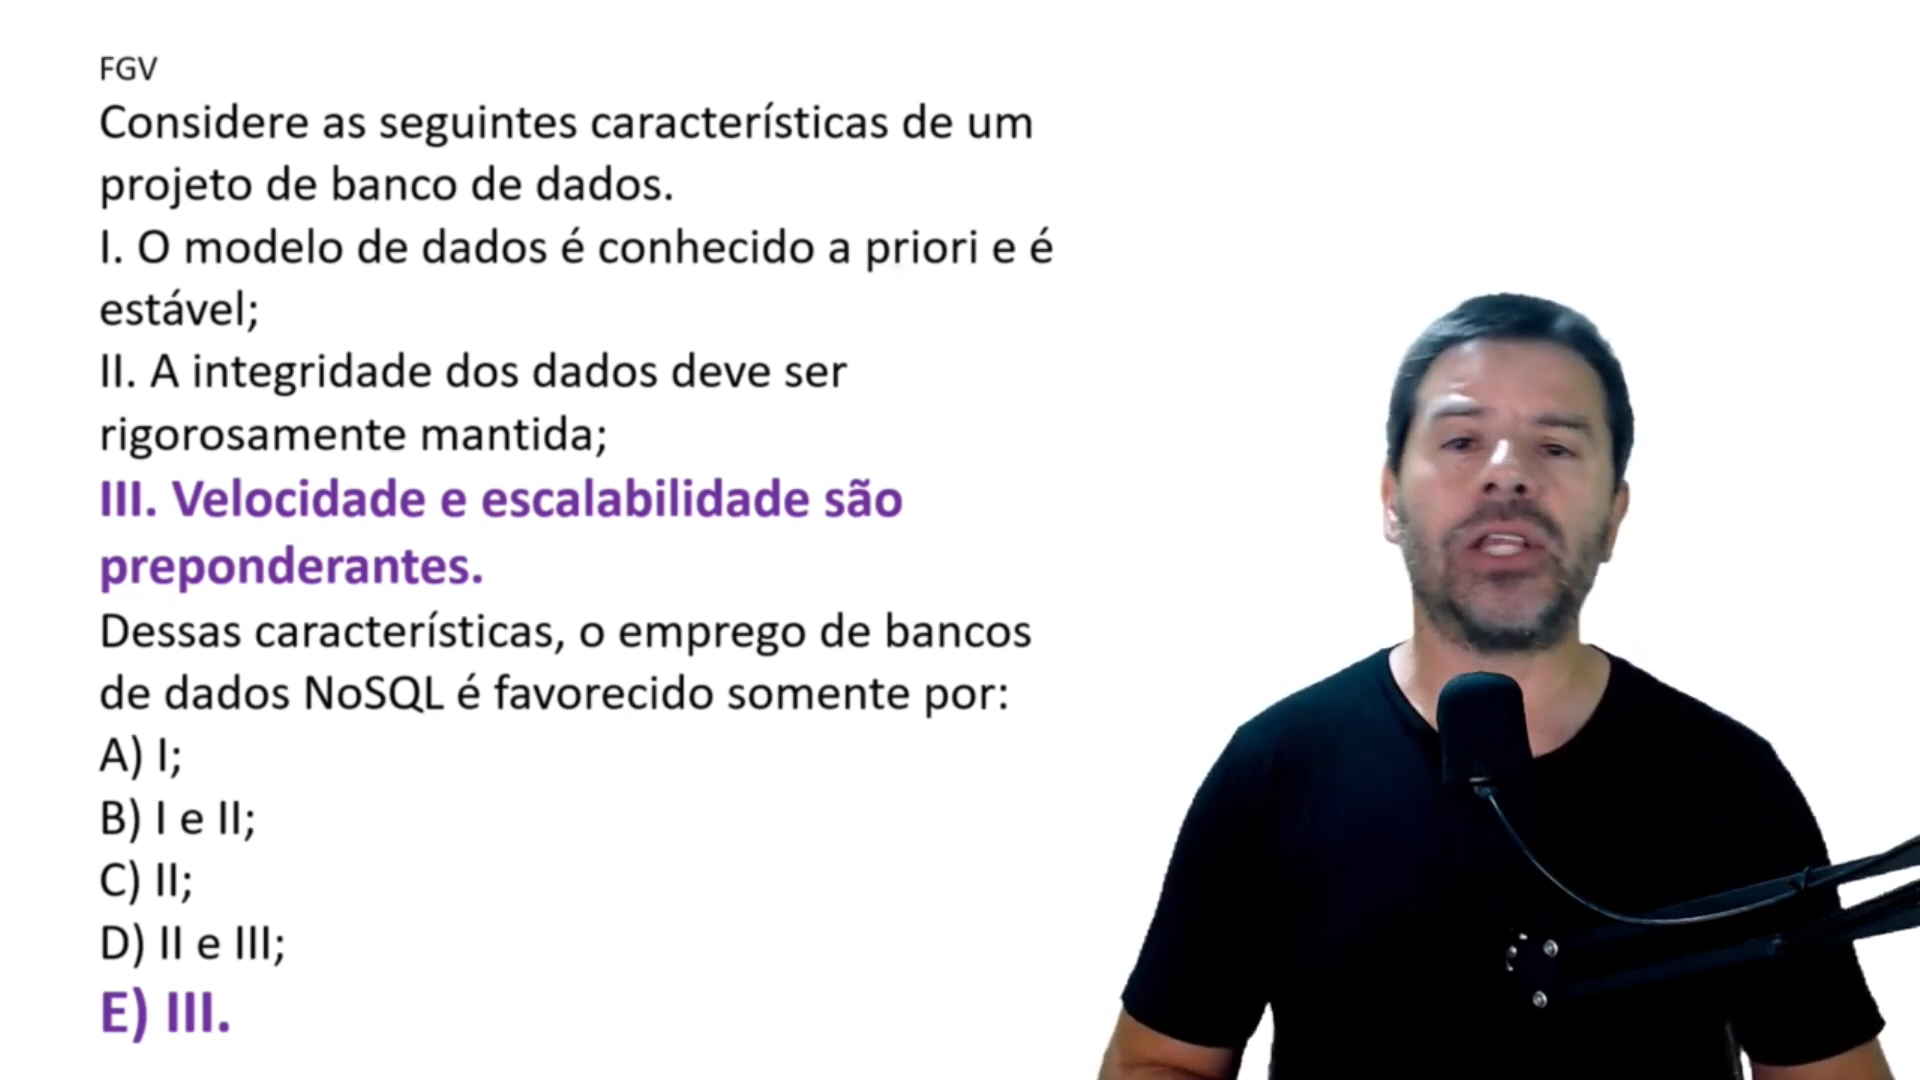 FGV
Considere as seguintes características de um
projeto de banco de dados.
I. O modelo de dados é conhecido a priori e é
estável;
II. A integridade dos dados deve ser
rigorosamente mantida;
III. Velocidade e escalabilidade são
preponderantes.
Dessas características, o emprego de bancos
de dados NoSQL é favorecido somente por:
A) I;
B) I e II;
C) II;
D) II e III;
E) III.